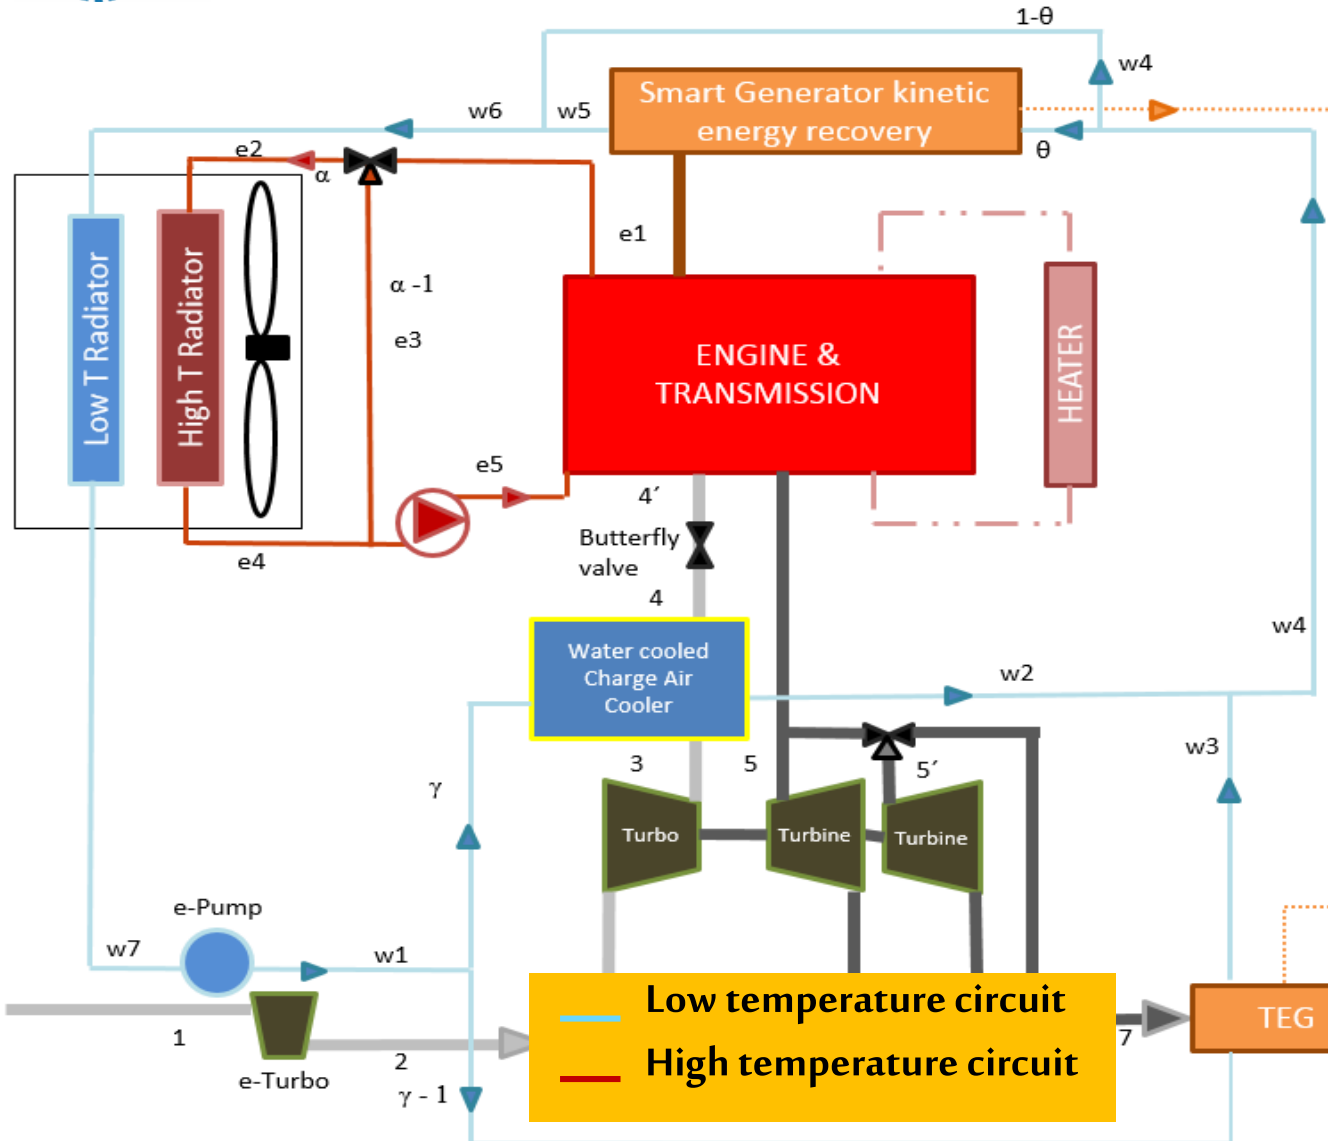 1-θ
w4
Smart Generator kinetic
energy recovery
w6
w5
θ
e2
α
e1
α -1
e3
Low T Radiator
High T Radiator
ENGINE &
TRANSMISSION
HEATER
e5
4´
Butterfly
valve
e4
4
w4
Water cooled
Charge Air
Cooler
w2
w3
3
5
5´
γ
Turbo
Turbine
Turbine
e-Pump
w7
w1
1
2
e-Turbo
γ - 1
Low temperature circuit
High temperature circuit
7
TEG